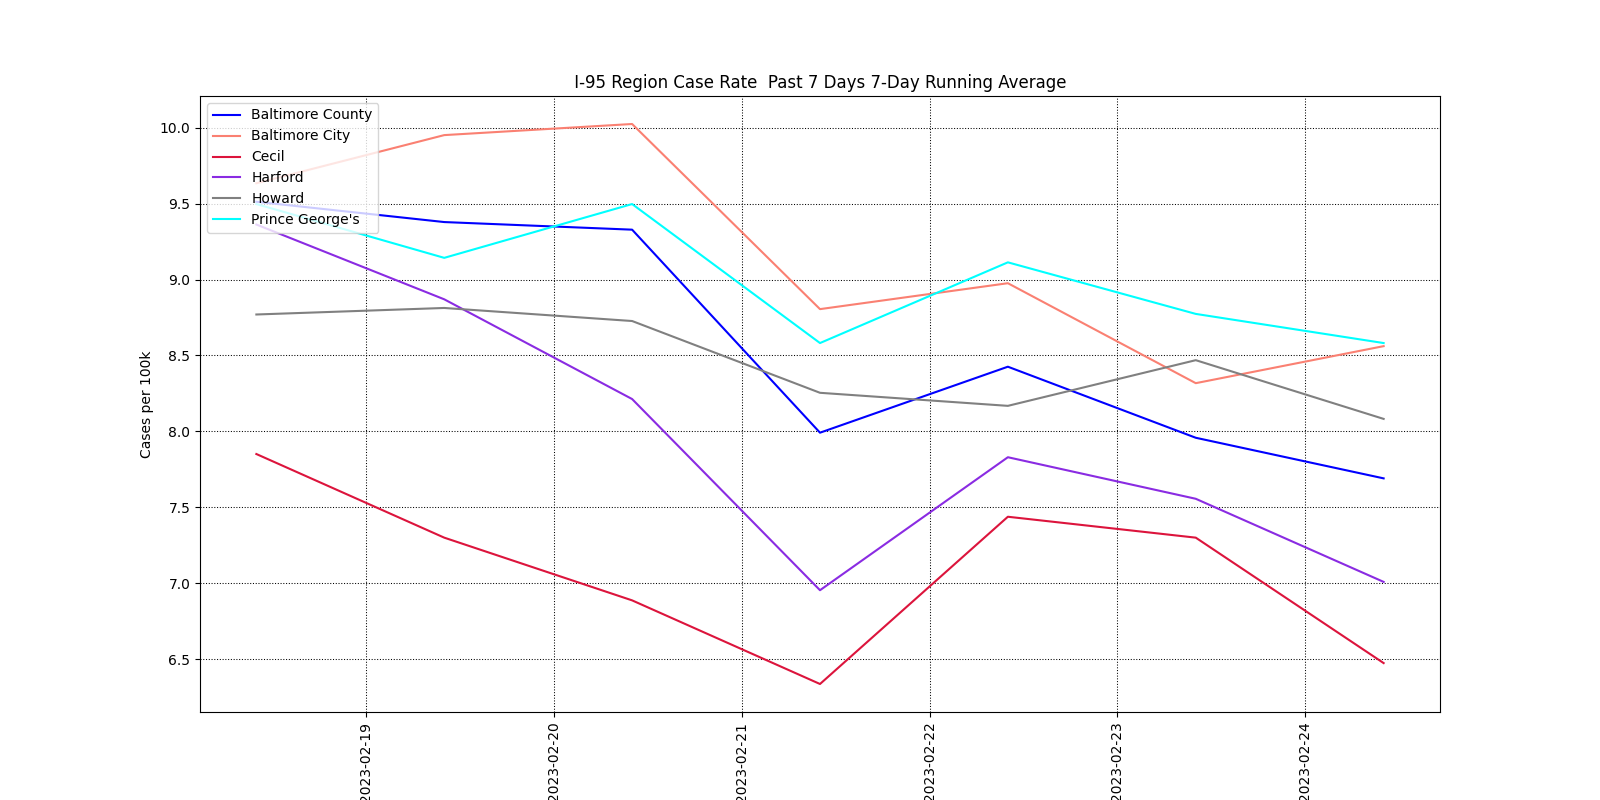 I-95 Region Case Rate  Past 7 Days 7-Day Running Average
Baltimore County
Baltimore City
Cecil
Harford
Howard
Prince George's
Cases per 100k
10.0
9.5
9.0
8.5
8.0
7.5
7.0
6.5
2023-02-19
2023-02-20
2023-02-21
2023-02-22
2023-02-23
2023-02-24